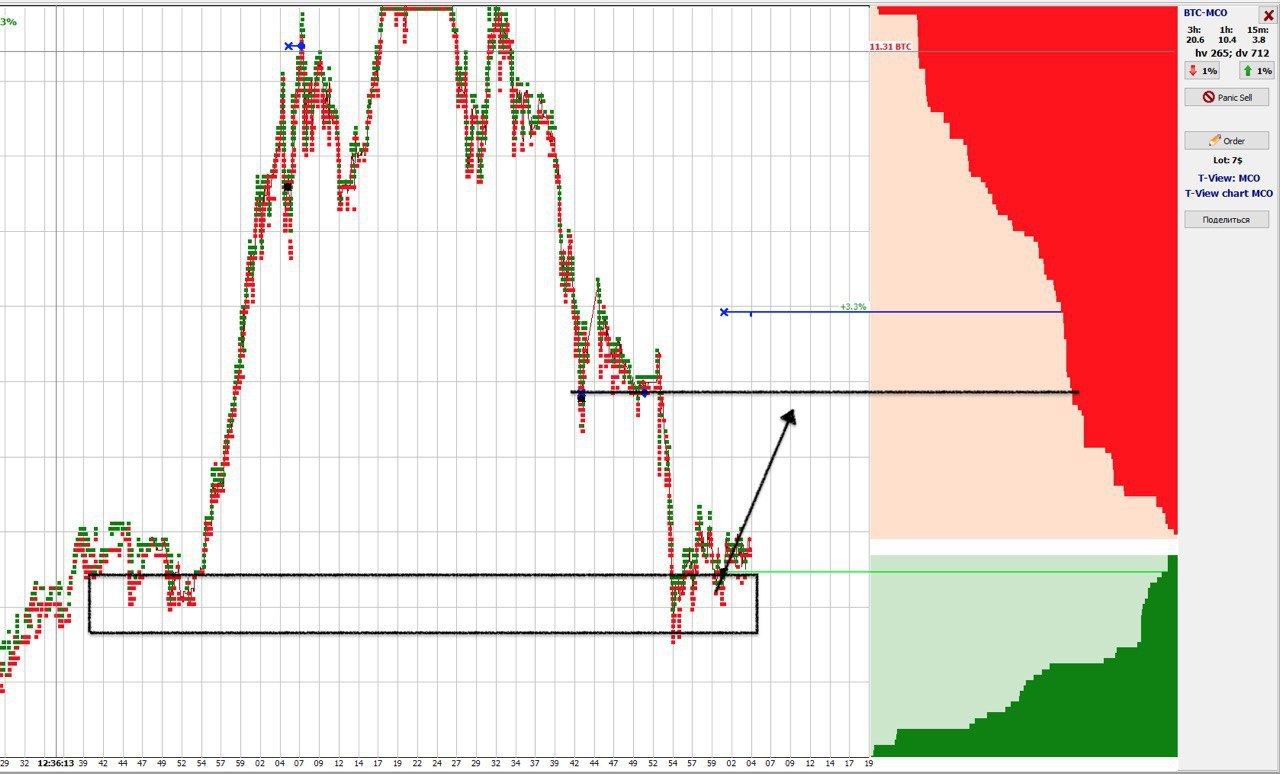 3%
11.31 BTC
+3.3%
BTC-MCO
3h: 1h: 15m:
20.6 10.4 3.8
hv 265; dv 712
1% 1%
Panic Sell
Order
Lot: 7$
T-View: MCO
T-View chart MCO
Поделиться
29 32 12:36:13 39 42 44 47 49 52 54 57 59 02 04 07 09 12 14 17 19 22 24 27 29 32 34 37 39 42 44 47 49 52 54 57 59 02 04 07 09 12 14 17 19